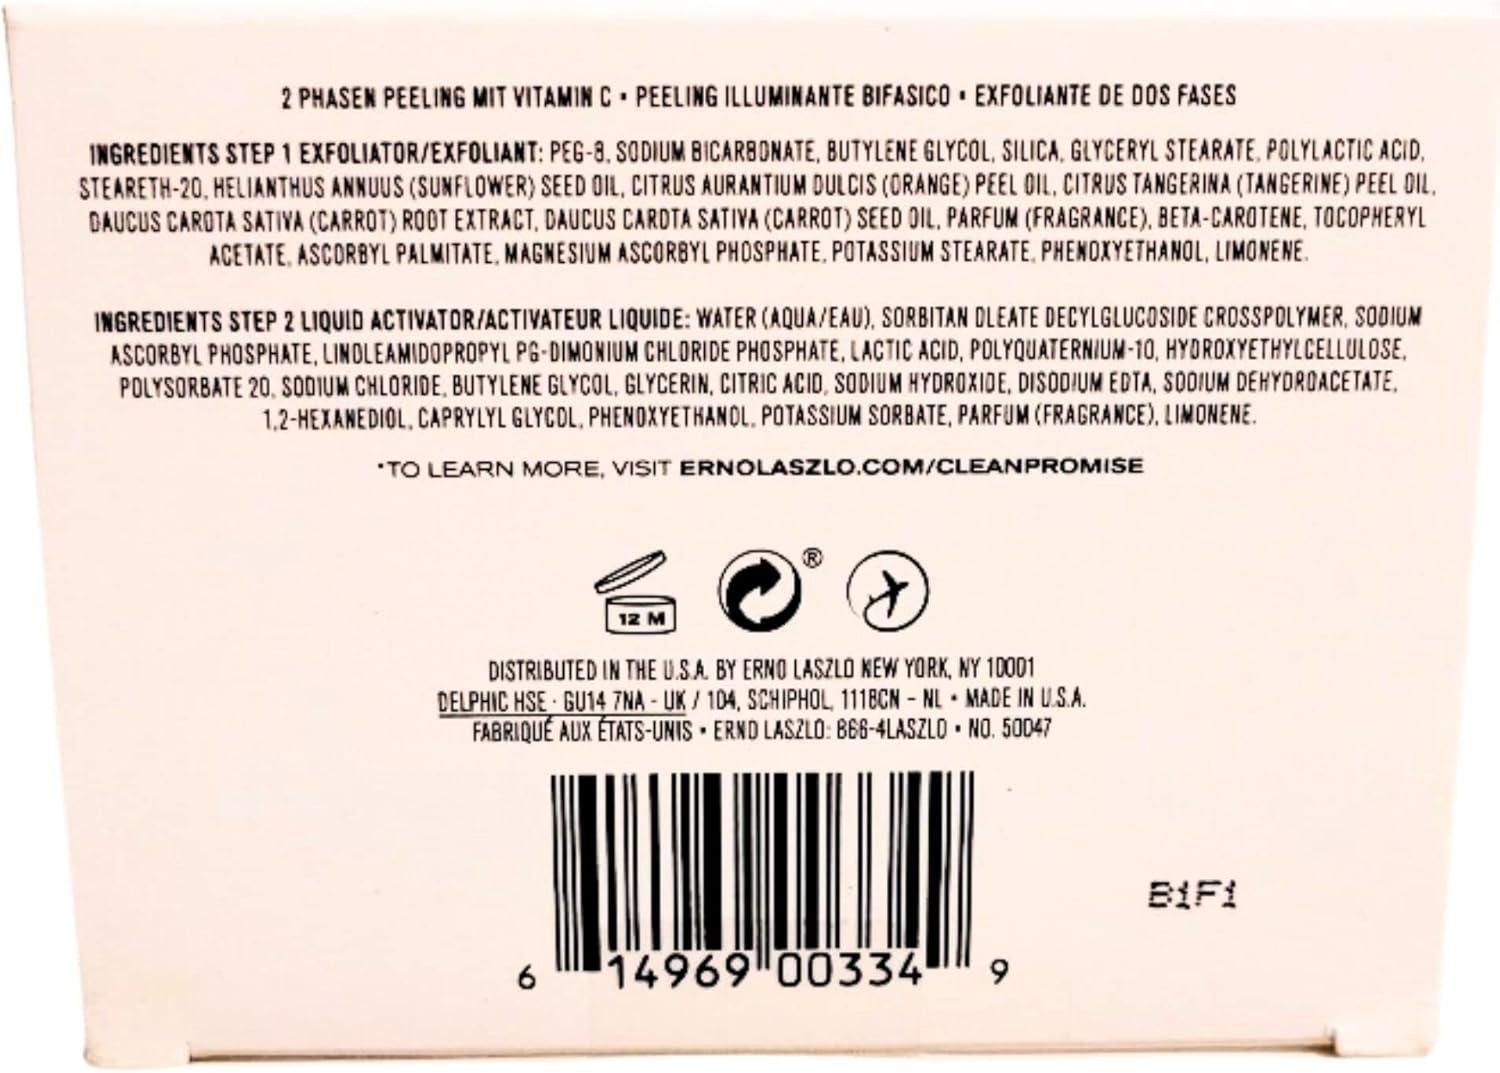 2 PHASEN PEELING MIT VITAMIN C • PEELING ILLUMINANTE BIFASICO • EXFOLIANTE DE DOS FASES
INGREDIENTS STEP 1 EXFOLIATOR/EXFOLIANT: PEG-8, SODIUM BICARBONATE, BUTYLENE GLYCOL, SILICA, GLYCERYL STEARATE, POLYLACTIC ACID,
STEARETH-20, HELIANTHUS ANNUUS (SUNFLOWER) SEED OIL, CITRUS AURANTIUM DULCIS (ORANGE) PEEL OIL, CITRUS TANGERINA (TANGERINE) PEEL OIL,
DAUCUS CAROTA SATIVA (CARROT) ROOT EXTRACT, DAUCUS CAROTA SATIVA (CARROT) SEED OIL, PARFUM (FRAGRANCE), BETA-CAROTENE, TOCOPHERYL
ACETATE, ASCORBYL PALMITATE, MAGNESIUM ASCORBYL PHOSPHATE, POTASSIUM STEARATE, PHENOXYETHANOL, LIMONENE.
INGREDIENTS STEP 2 LIQUID ACTIVATOR/ACTIVATEUR LIQUIDE: WATER (AQUA/EAU), SORBITAN OLEATE DECYLGLUCOSIDE CROSSPOLYMER, SODIUM
ASCORBYL PHOSPHATE, LINOLEAMIDOPROPYL PG-DIMONIUM CHLORIDE PHOSPHATE, LACTIC ACID, POLYQUATERNIUM-10, HYDROXYETHYLCELLULOSE,
POLYSORBATE 20, SODIUM CHLORIDE, BUTYLENE GLYCOL, GLYCERIN, CITRIC ACID, SODIUM HYDROXIDE, DISODIUM EDTA, SODIUM DEHYDROACETATE,
1,2-HEXANEDIOL, CAPRYLYL GLYCOL, PHENOXYETHANOL, POTASSIUM SORBATE, PARFUM (FRAGRANCE), LIMONENE.
*TO LEARN MORE, VISIT ERNOLASZLO.COM/CLEANPROMISE
12 M ®
DISTRIBUTED IN THE U.S.A. BY ERNO LASZLO NEW YORK, NY 10001
DELPHIC HSE · GU14 7NA - UK / 104, SCHIPHOL, 1118CN - NL • MADE IN U.S.A.
FABRIQUÉ AUX ÉTATS-UNIS • ERNO LASZLO: 866-4LASZLO • NO. 50047
B1F1
6 14969 00334 9